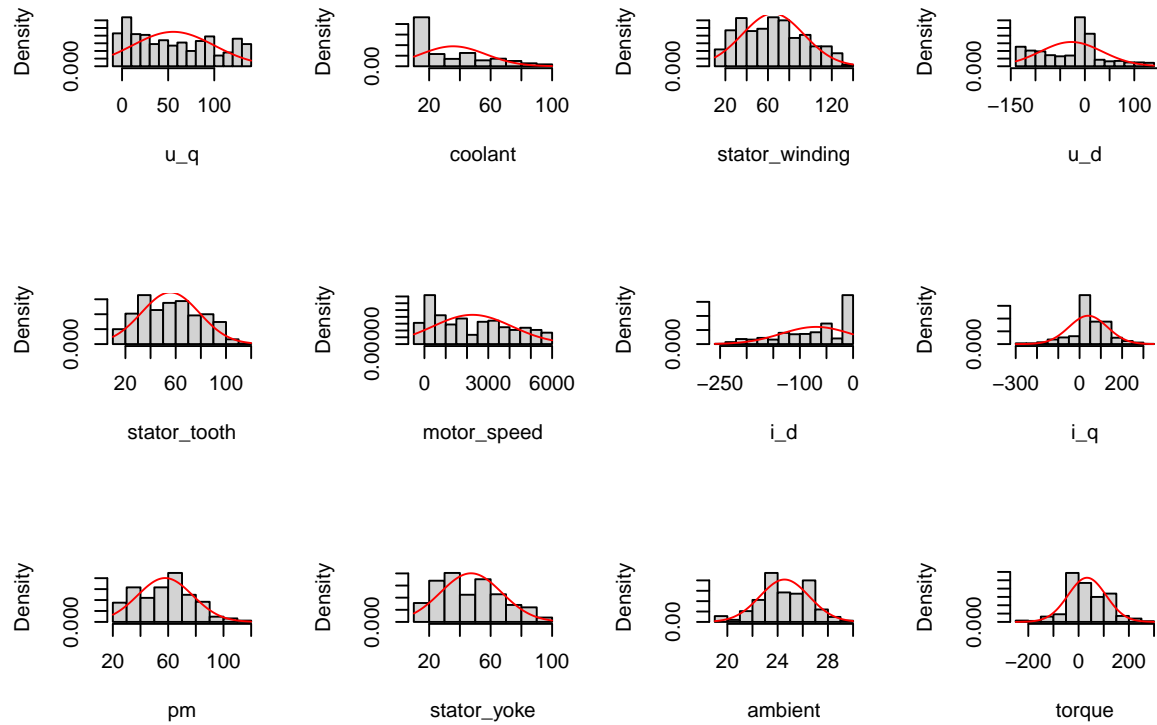 Density
0.000
0 50 100
u_q
Density
0.00
20 60 100
coolant
Density
0.000
20 60 120
stator_winding
Density
0.000
−150 0 100
u_d
Density
0.000
20 60 100
stator_tooth
Density
0.00000
0 3000 6000
motor_speed
Density
0.000
−250 −100 0
i_d
Density
0.000
−300 0 200
i_q
Density
0.000
20 60 100
pm
Density
0.000
20 60 100
stator_yoke
Density
0.00
20 24 28
ambient
Density
0.000
−200 0 200
torque